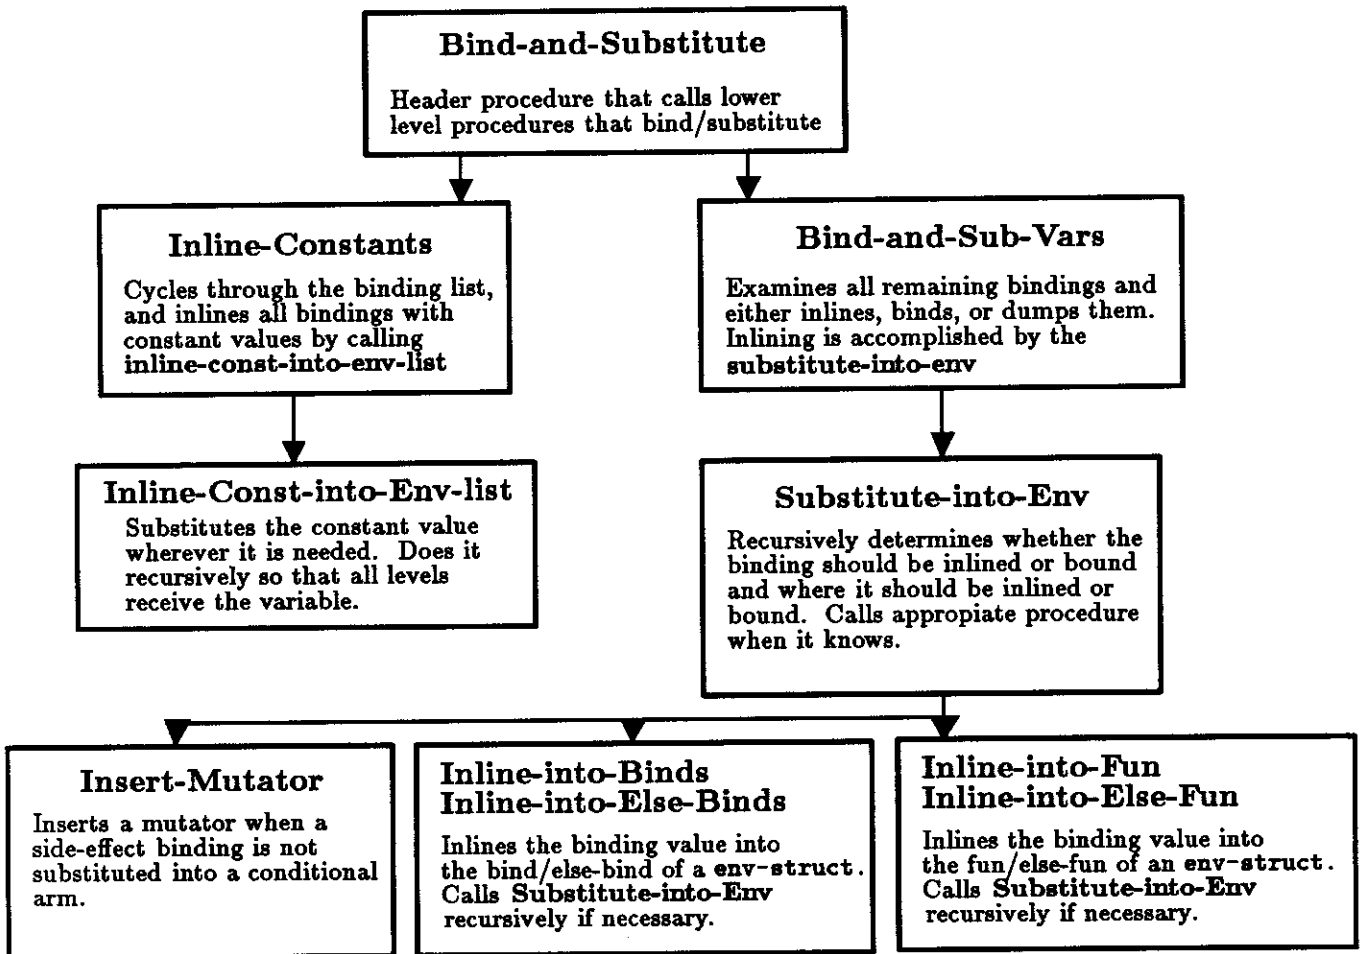 Bind-and-Substitute
Header procedure that calls lower
level procedures that bind/substitute
Inline-Constants
Cycles through the binding list,
and inlines all bindings with
constant values by calling
inline-const-into-env-list
Bind-and-Sub-Vars
Examines all remaining bindings and
either inlines, binds, or dumps them.
Inlining is accomplished by the
substitute-into-env
Inline-Const-into-Env-list
Substitutes the constant value
wherever it is needed. Does it
recursively so that all levels
receive the variable.
Substitute-into-Env
Recursively determines whether the
binding should be inlined or bound
and where it should be inlined or
bound. Calls appropiate procedure
when it knows.
Insert-Mutator
Inserts a mutator when a
side-effect binding is not
substituted into a conditional
arm.
Inline-into-Binds
Inline-into-Else-Binds
Inlines the binding value into
the bind/else-bind of a env-struct.
Calls Substitute-into-Env
recursively if necessary.
Inline-into-Fun
Inline-into-Else-Fun
Inlines the binding value into
the fun/else-fun of an env-struct.
Calls Substitute-into-Env
recursively if necessary.